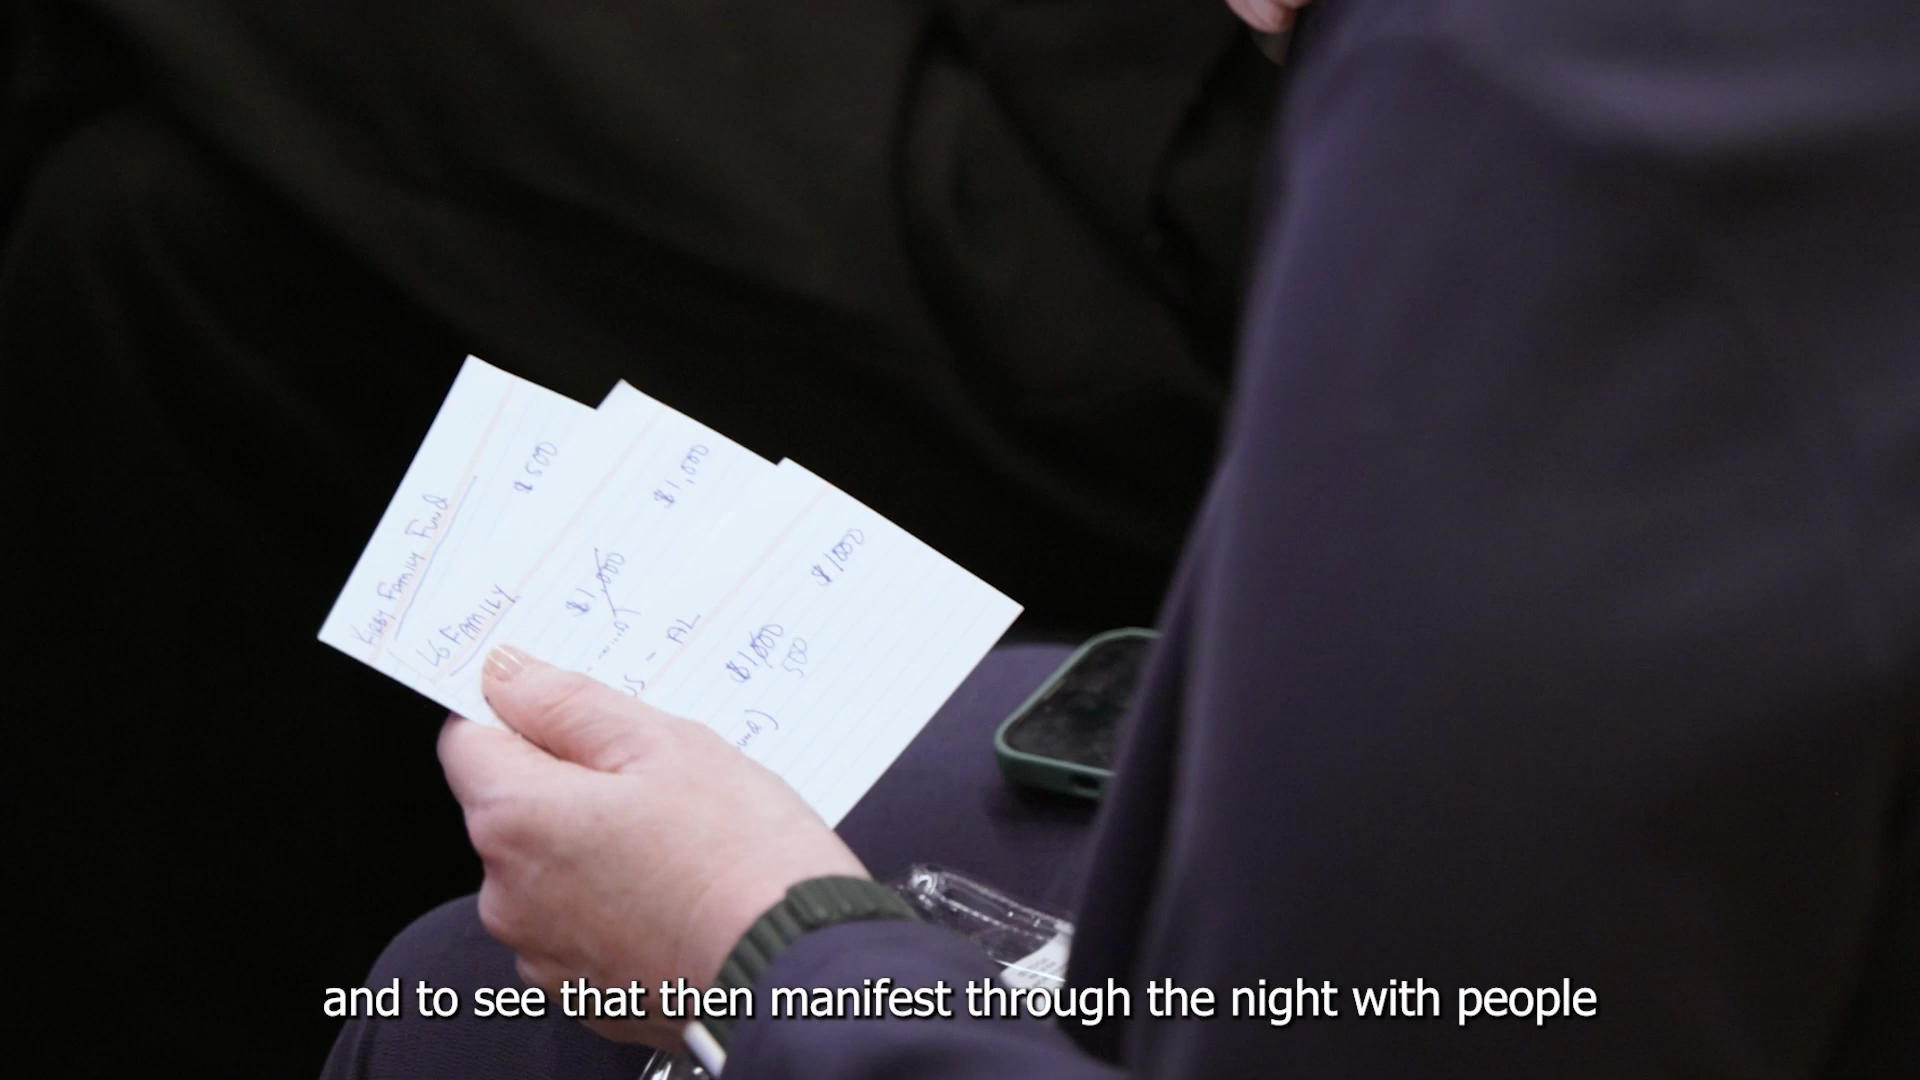 Kirby Family Fund
$500
LG FAMILY
$1,000
$1,000
US - AL
$1000
$1,000
500
and to see that then manifest through the night with people